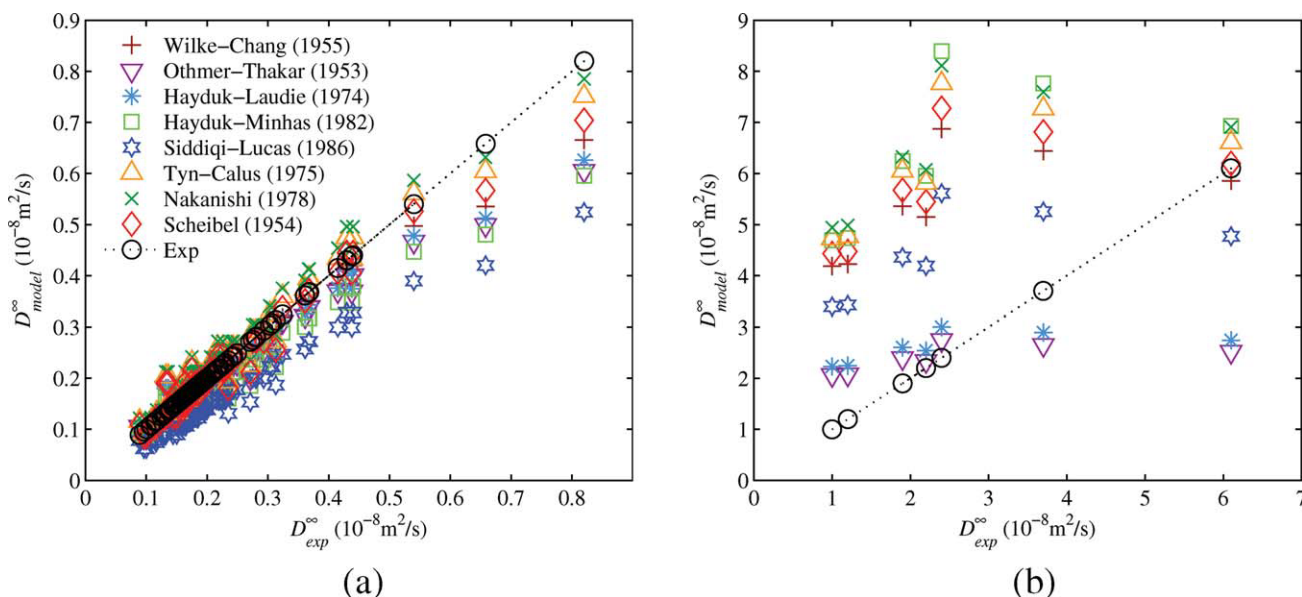 0.9
0.8
0.7
0.6
0.5
0.4
0.3
0.2
0.1
0
D∞model (10−8m2/s)
Wilke−Chang (1955)
Othmer−Thakar (1953)
Hayduk−Laudie (1974)
Hayduk−Minhas (1982)
Siddiqi−Lucas (1986)
Tyn−Calus (1975)
Nakanishi (1978)
Scheibel (1954)
Exp
0 0.1 0.2 0.3 0.4 0.5 0.6 0.7 0.8
D∞exp (10−8m2/s)
(a)
9
8
7
6
5
4
3
2
1
0
D∞model (10−8m2/s)
0 1 2 3 4 5 6 7
D∞exp (10−8m2/s)
(b)